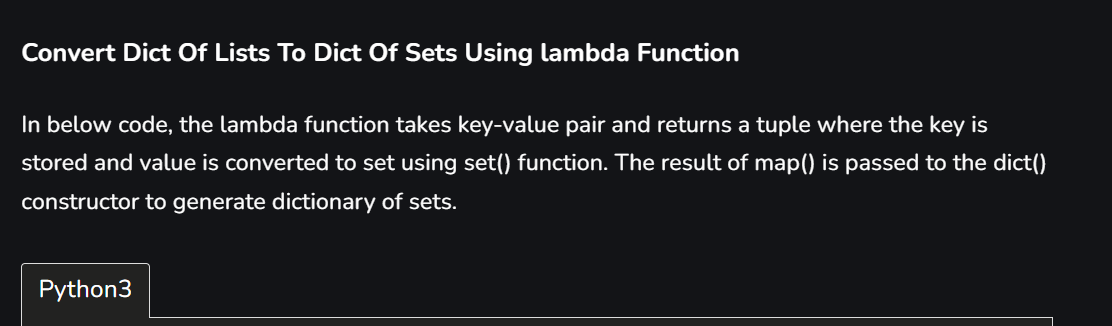 Convert Dict Of Lists To Dict Of Sets Using lambda Function
In below code, the lambda function takes key-value pair and returns a tuple where the key is
stored and value is converted to set using set() function. The result of map() is passed to the dict()
constructor to generate dictionary of sets.
Python3